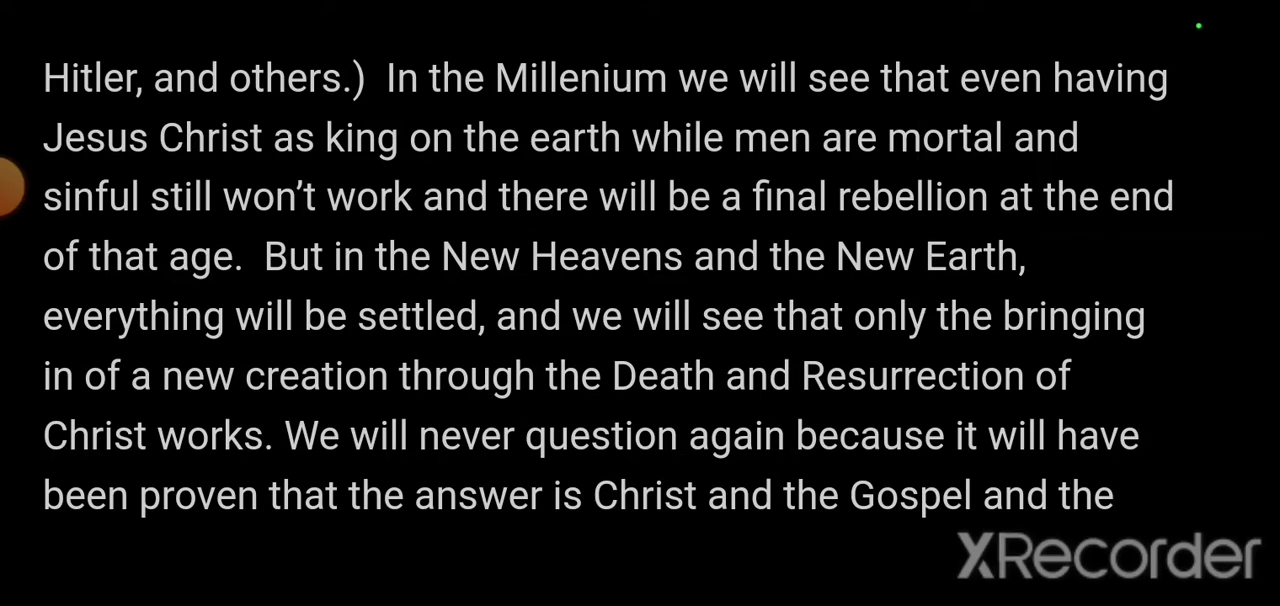 Hitler, and others.)  In the Millenium we will see that even having
Jesus Christ as king on the earth while men are mortal and
sinful still won’t work and there will be a final rebellion at the end
of that age.  But in the New Heavens and the New Earth,
everything will be settled, and we will see that only the bringing
in of a new creation through the Death and Resurrection of
Christ works. We will never question again because it will have
been proven that the answer is Christ and the Gospel and the
XRecorder